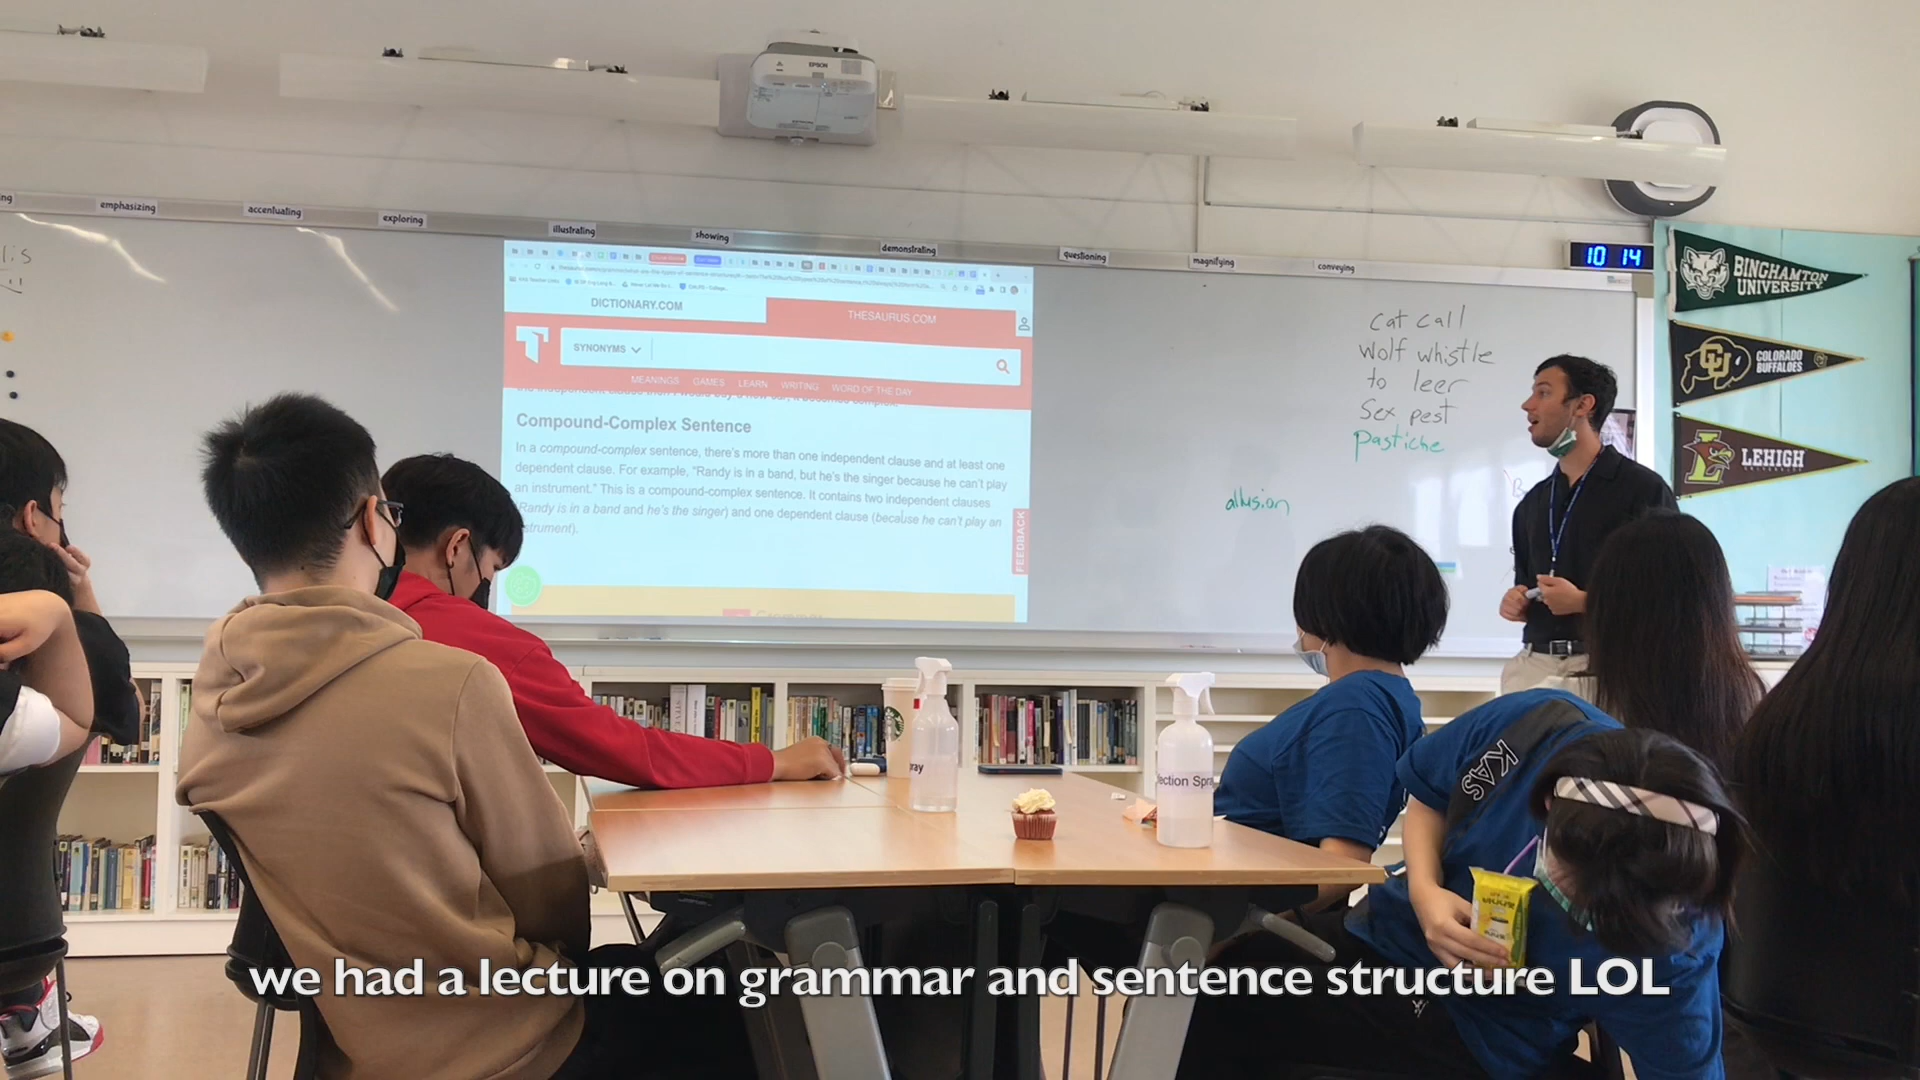 EPSON
emphasizing
accentuating
exploring
illustrating
showing
demonstrating
questioning
magnifying
conveying
10 14
BINGHAMTON
UNIVERSITY
COLORADO
BUFFALOES
LEHIGH
DICTIONARY.COM
THESAURUS.COM
SYNONYMS
MEANINGS GAMES LEARN WRITING WORD OF THE DAY
Compound-Complex Sentence
In a compound-complex sentence, there's more than one independent clause and at least one
dependent clause. For example, "Randy is in a band, but he's the singer because he can't play
an instrument." This is a compound-complex sentence. It contains two independent clauses
Randy is in a band and he's the singer) and one dependent clause (because he can't play an
strument).
FEEDBACK
cat call
Wolf whistle
to leer
Sex pest
pastiche
allusion
ray
ection Spra
KAS
we had a lecture on grammar and sentence structure LOL